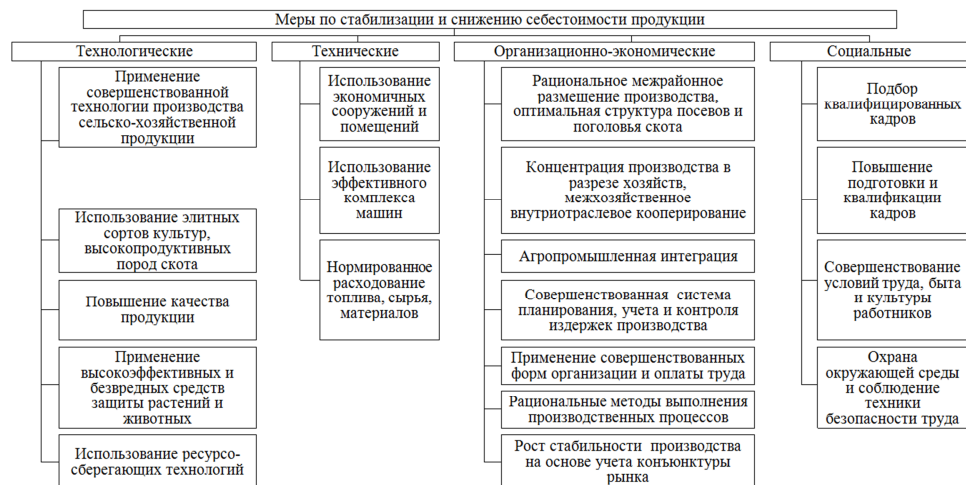 Меры по стабилизации и снижению себестоимости продукции
Технологические
Применение
совершенствованной
технологии производства
сельско-хозяйственной
продукции
Использование элитных
сортов культур,
высокопродуктивных
пород скота
Повышение качества
продукции
Применение
высокоэффективных и
безвредных средств
защиты растений и
животных
Использование ресурсо-
сберегающих технологий
Технические
Использование
экономичных
сооружений и
помещений
Использование
эффективного
комплекса
машин
Нормированное
расходование
топлива, сырья,
материалов
Организационно-экономические
Рациональное межрайонное
размешение производства,
оптимальная структура посевов и
поголовья скота
Концентрация производства в
разрезе хозяйств,
межхозяйственное
внутриотраслевое кооперирование
Агропромышленная интеграция
Совершенствованная система
планирования, учета и контроля
издержек производства
Применение совершенствованных
форм организации и оплаты труда
Рациональные методы выполнения
производственных процессов
Рост стабильности производства
на основе учета конъюнктуры
рынка
Социальные
Подбор
квалифицированных
кадров
Повышение
подготовки и
квалификации
кадров
Совершенствование
условий труда, быта
и культуры
работников
Охрана
окружающей среды
и соблюдение
техники
безопасности труда